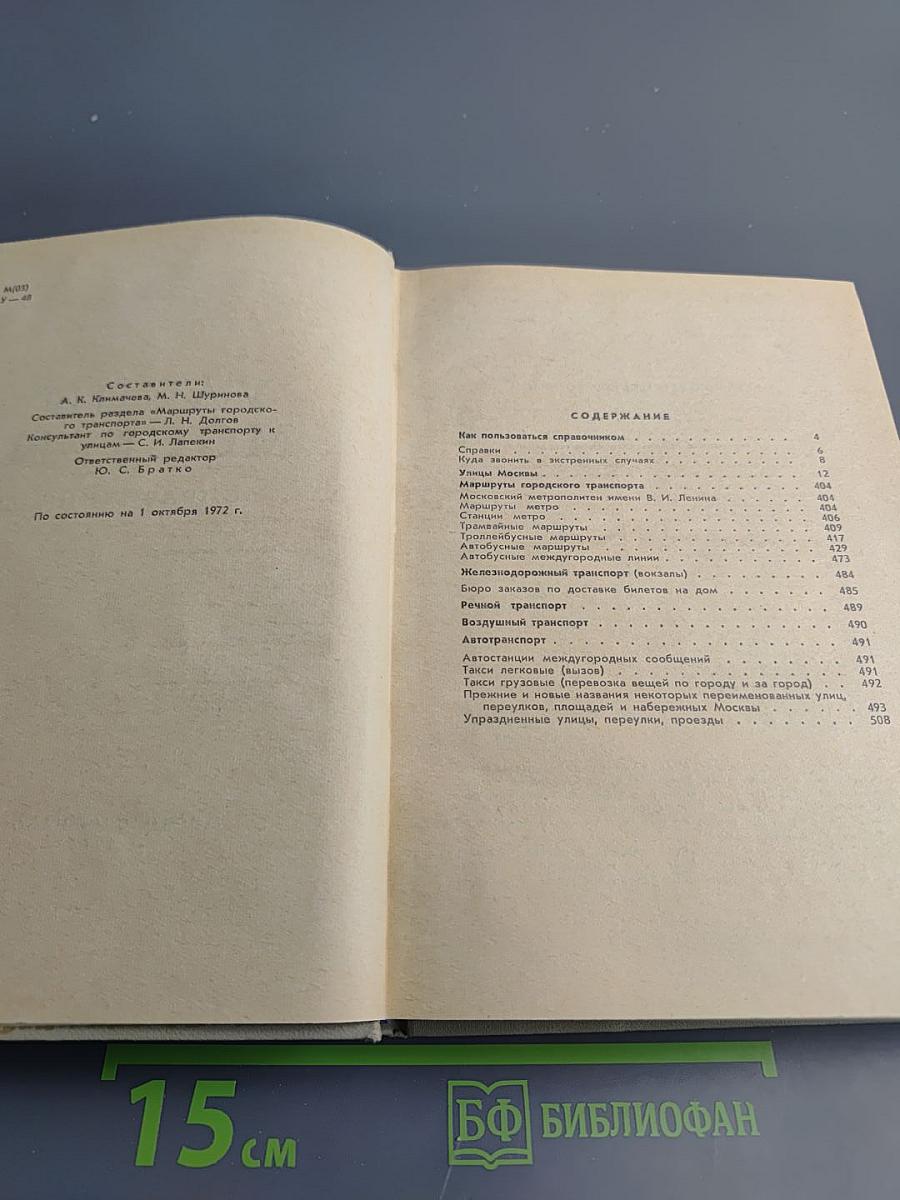 М(03)
У — 48
Составители:
А. К. Климачева, М. Н. Шуринова
Составитель раздела «Маршруты городско-
го транспорта» — Л. Н. Долгов
Консультант по городскому транспорту к
улицам — С. И. Лапекин
Ответственный редактор
Ю. С. Братко
По состоянию на 1 октября 1972 г.
СОДЕРЖАНИЕ
Как пользоваться справочником . . . . . . . . . . . 4
Справки . . . . . . . . . . . . . . . . . . 6
Куда звонить в экстренных случаях . . . . . . . . . 8
Улицы Москвы . . . . . . . . . . . . . . . . 12
Маршруты городского транспорта . . . . . . . . . . 404
Московский метрополитен имени В. И. Ленина . . . . . . 404
Маршруты метро . . . . . . . . . . . . . . . 404
Станции метро . . . . . . . . . . . . . . . . 406
Трамвайные маршруты . . . . . . . . . . . . . 409
Троллейбусные маршруты . . . . . . . . . . . . 417
Автобусные маршруты . . . . . . . . . . . . . 429
Автобусные междугородные линии . . . . . . . . . . 473
Железнодорожный транспорт (вокзалы) . . . . . . . . 484
Бюро заказов по доставке билетов на дом . . . . . . . 485
Речной транспорт . . . . . . . . . . . . . . . 489
Воздушный транспорт . . . . . . . . . . . . . . 490
Автотранспорт . . . . . . . . . . . . . . . . 491
Автостанции междугородных сообщений . . . . . . . . 491
Такси легковые (вызов) . . . . . . . . . . . . . 491
Такси грузовые (перевозка вещей по городу и за город) . . 492
Прежние и новые названия некоторых переименованных улиц,
переулков, площадей и набережных Москвы . . . . . . 493
Упраздненные улицы, переулки, проезды . . . . . . . . 508
15 см
БФ БИБЛИОФАН